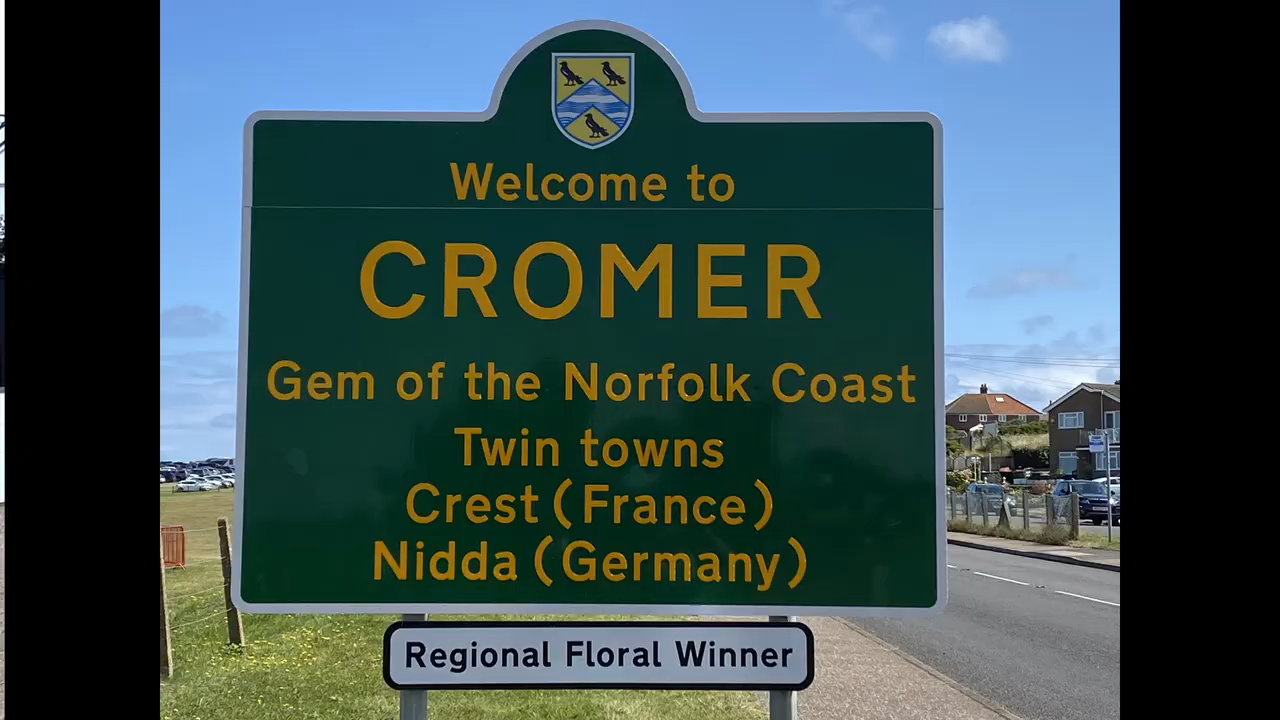 Welcome to
CROMER
Gem of the Norfolk Coast
Twin towns
Crest (France)
Nidda (Germany)
Regional Floral Winner